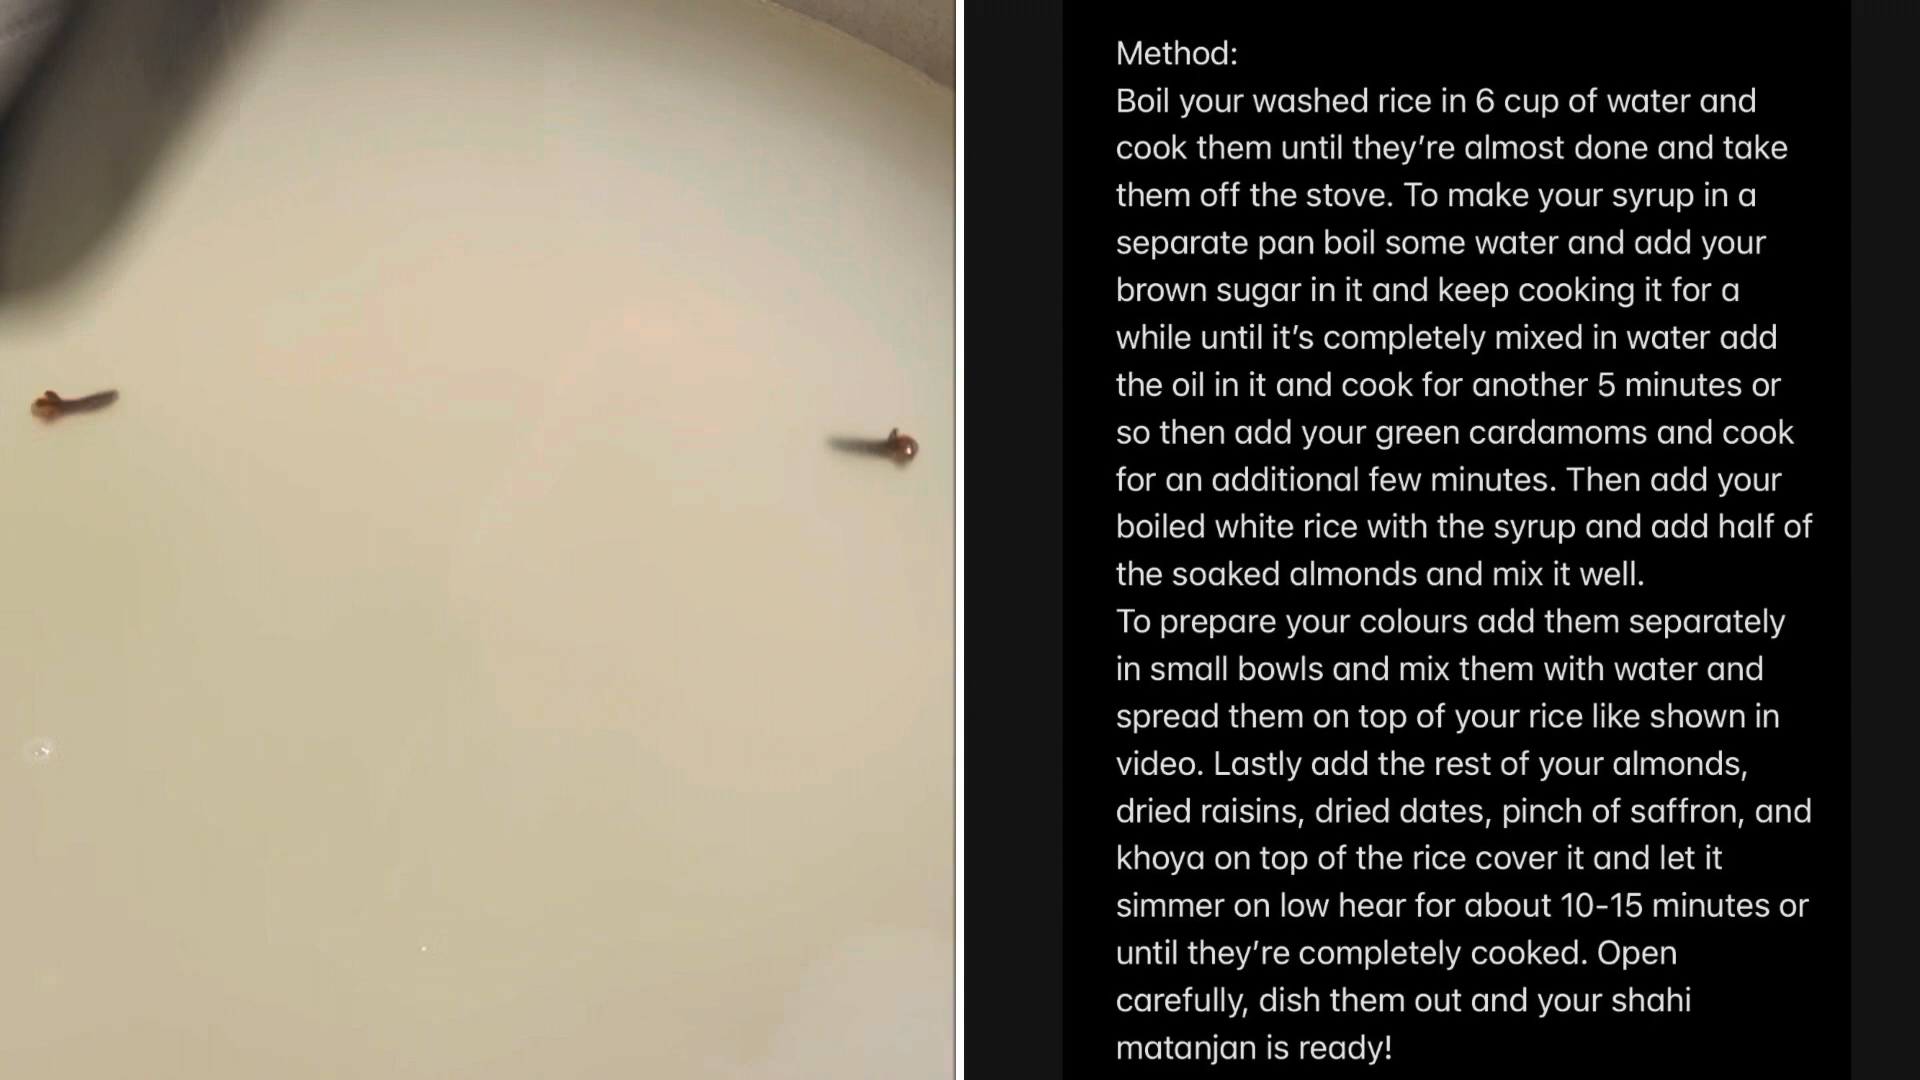 Method:
Boil your washed rice in 6 cup of water and
cook them until they’re almost done and take
them off the stove. To make your syrup in a
separate pan boil some water and add your
brown sugar in it and keep cooking it for a
while until it’s completely mixed in water add
the oil in it and cook for another 5 minutes or
so then add your green cardamoms and cook
for an additional few minutes. Then add your
boiled white rice with the syrup and add half of
the soaked almonds and mix it well.
To prepare your colours add them separately
in small bowls and mix them with water and
spread them on top of your rice like shown in
video. Lastly add the rest of your almonds,
dried raisins, dried dates, pinch of saffron, and
khoya on top of the rice cover it and let it
simmer on low hear for about 10-15 minutes or
until they’re completely cooked. Open
carefully, dish them out and your shahi
matanjan is ready!